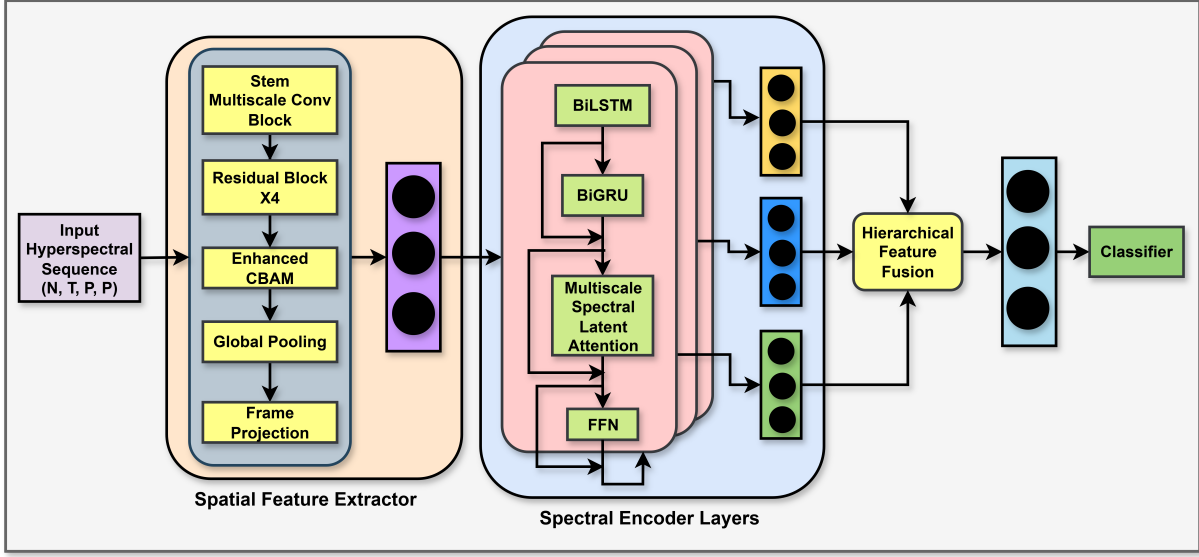 Input
Hyperspectral
Sequence
(N, T, P, P)
Stem
Multiscale Conv
Block
Residual Block
X4
Enhanced
CBAM
Global Pooling
Frame
Projection
Spatial Feature Extractor
BiLSTM
BiGRU
Multiscale
Spectral
Latent
Attention
FFN
Spectral Encoder Layers
Hierarchical
Feature
Fusion
Classifier